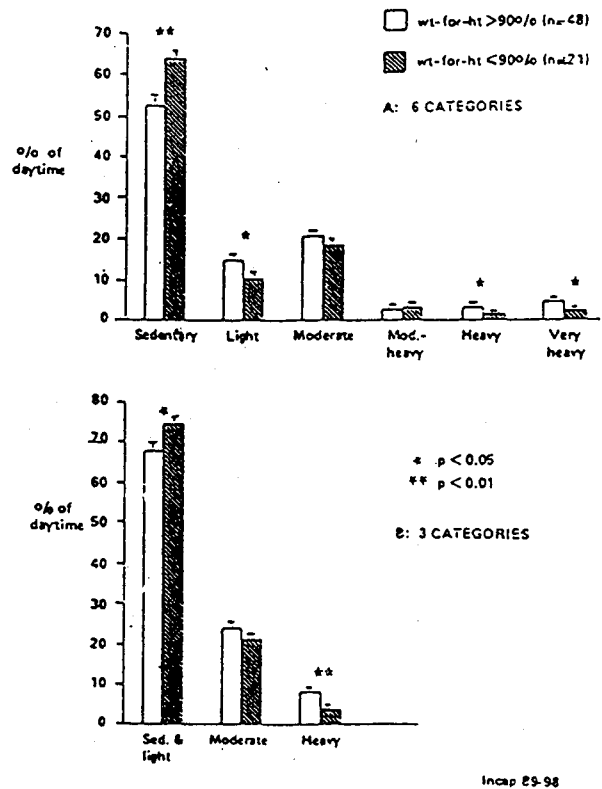 wt-for-ht >90% (n=48)
wt-for-ht <90% (n=21)
A: 6 CATEGORIES
70
60
50
40
30
20
10
0
% of
daytime
**
*
*
*
Sedentary
Light
Moderate
Mod.-
heavy
Heavy
Very
heavy
80
70
60
50
40
30
20
10
0
% of
daytime
*
**
* p < 0.05
** p < 0.01
B: 3 CATEGORIES
Sed. &
light
Moderate
Heavy
Incap 89-98